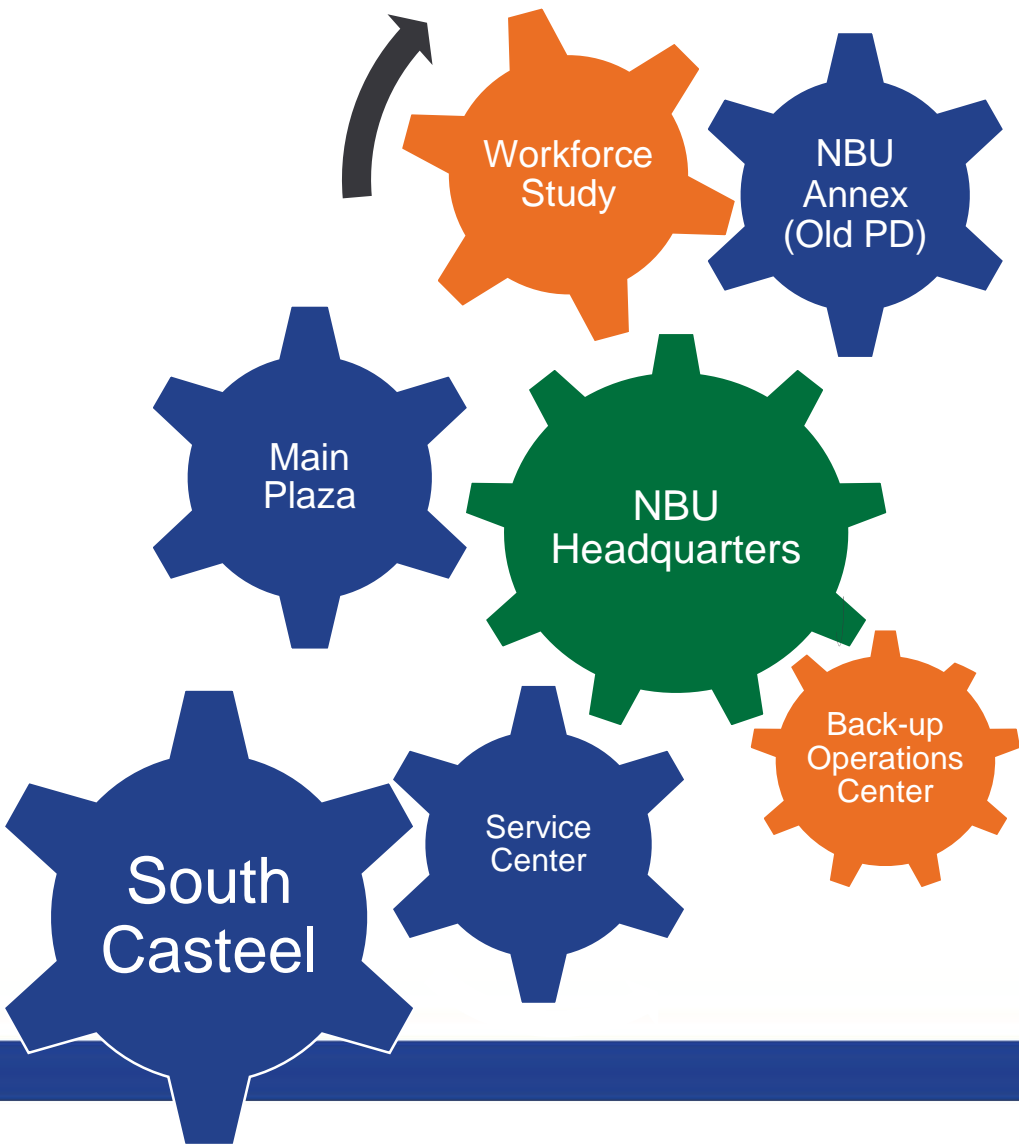 Workforce
Study
NBU
Annex
(Old PD)
Main
Plaza
NBU
Headquarters
Back-up
Operations
Center
Service
Center
South
Casteel